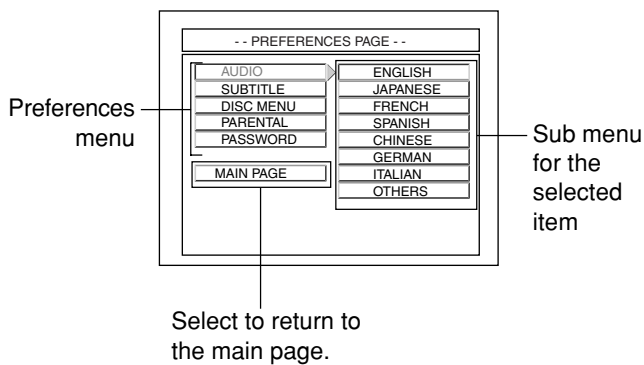 - - PREFERENCES PAGE - -
AUDIO
SUBTITLE
DISC MENU
PARENTAL
PASSWORD
MAIN PAGE
ENGLISH
JAPANESE
FRENCH
SPANISH
CHINESE
GERMAN
ITALIAN
OTHERS
Preferences
menu
Sub menu
for the
selected
item
Select to return to
the main page.